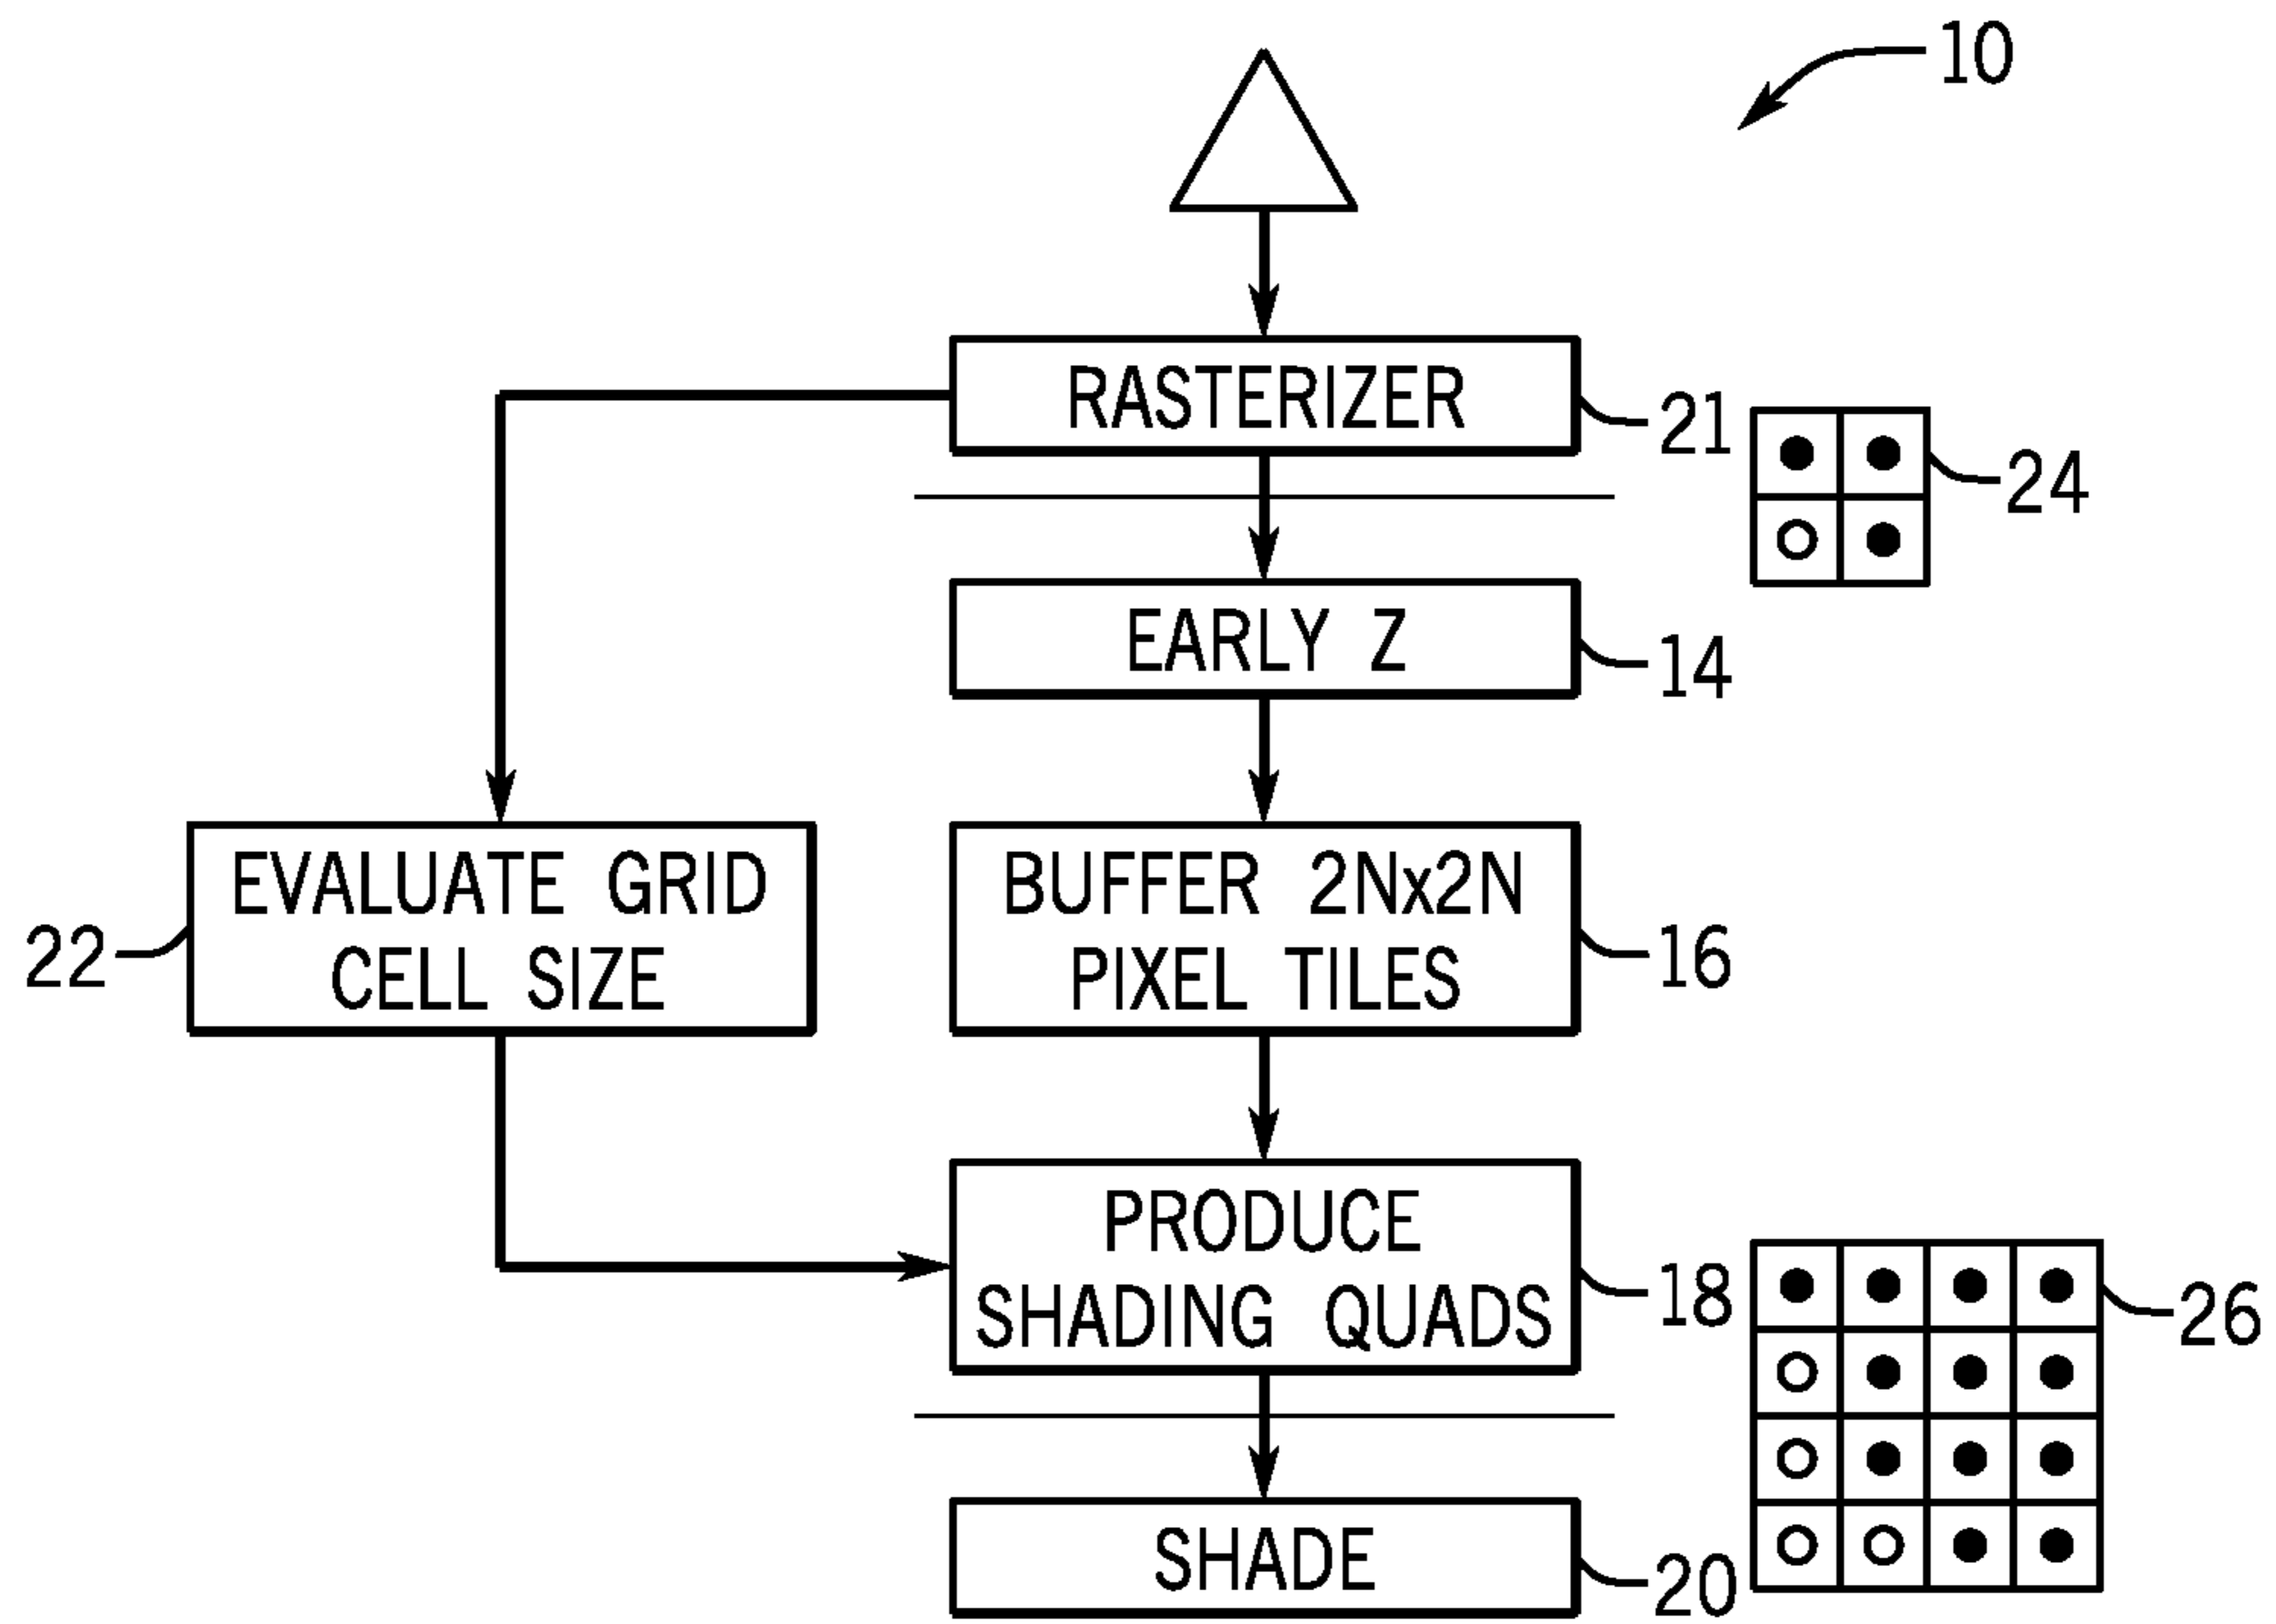 10
RASTERIZER
21
24
EARLY Z
14
EVALUATE GRID
CELL SIZE
22
BUFFER 2Nx2N
PIXEL TILES
16
PRODUCE
SHADING QUADS
18
26
SHADE
20